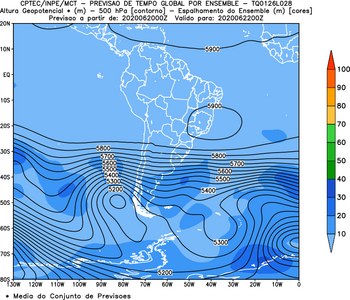 CPTEC/INPE/MCT - PREVISAO DE TEMPO GLOBAL POR ENSEMBLE - TQ0126L028
Altura Geopotencial * (m) - 500 hPa [contorno] - Espalhamento do Ensemble (m) [cores]
Previsao a partir de: 2020062000Z Valido para: 2020062200Z
20N
5900
10N
EQ
10S
5900
20S
30S
5800
5800
5700
5700
5600
5600
5500
5500
5400
5400
5300
5200
5300
5200
40S
50S
60S
70S
80S
130W 120W 110W 100W 90W 80W 70W 60W 50W 40W 30W 20W 10W 0
100
90
80
70
60
50
40
30
20
10
* Media do Conjunto de Previsoes